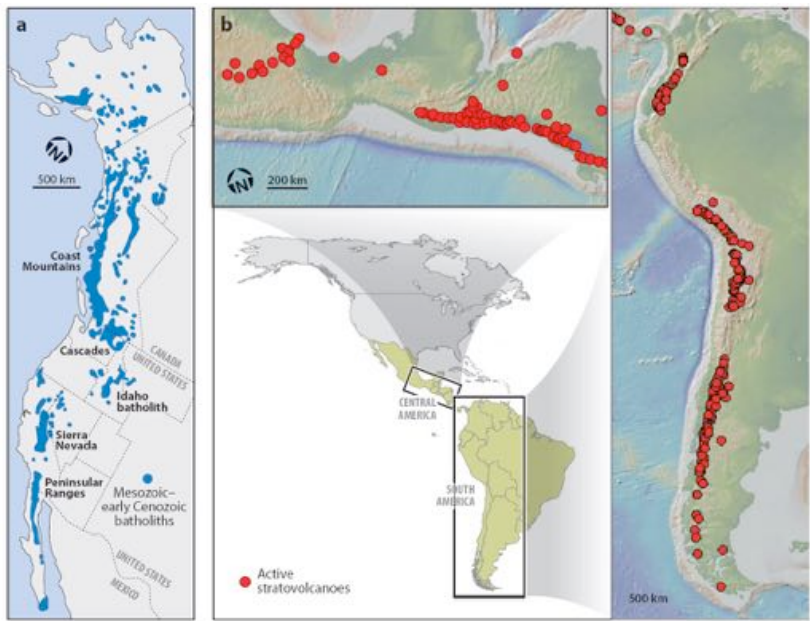 a
N
500 km
Coast
Mountains
Cascades
CANADA
UNITED STATES
Idaho
batholith
Sierra
Nevada
Peninsular
Ranges
Mesozoic–
early Cenozoic
batholiths
UNITED STATES
MEXICO
b
N
200 km
CENTRAL
AMERICA
SOUTH
AMERICA
Active
stratovolcanoes
500 km